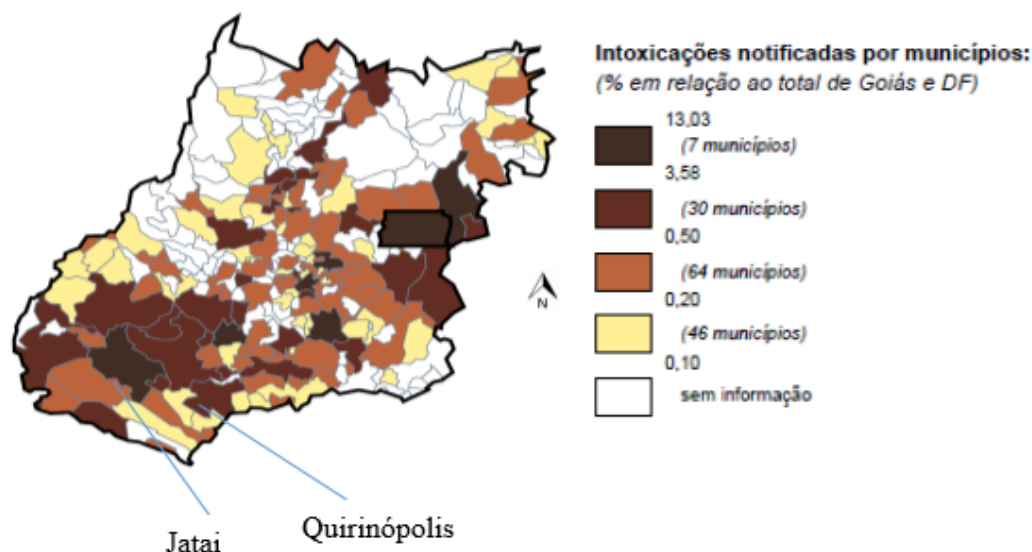 Intoxicações notificadas por municípios:
(% em relação ao total de Goiás e DF)
13,03
(7 municípios)
3,58
(30 municípios)
0,50
(64 municípios)
0,20
(46 municípios)
0,10
sem informação
N
Quirinópolis
Jatai